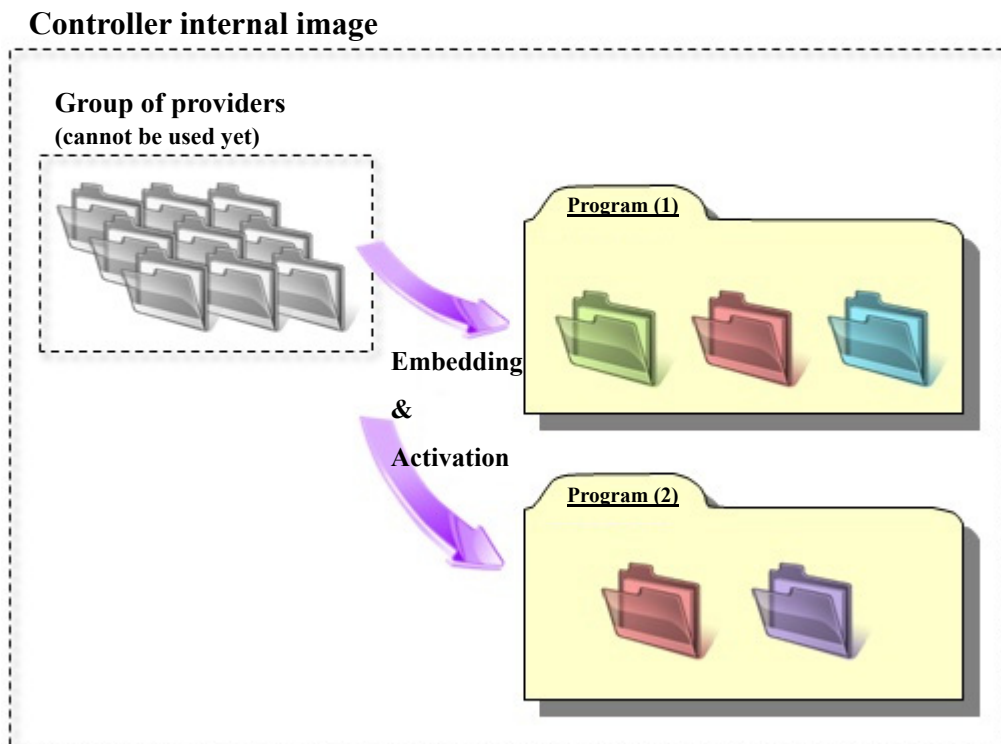 Controller internal image
Group of providers
(cannot be used yet)
Program (1)
Embedding
&
Activation
Program (2)